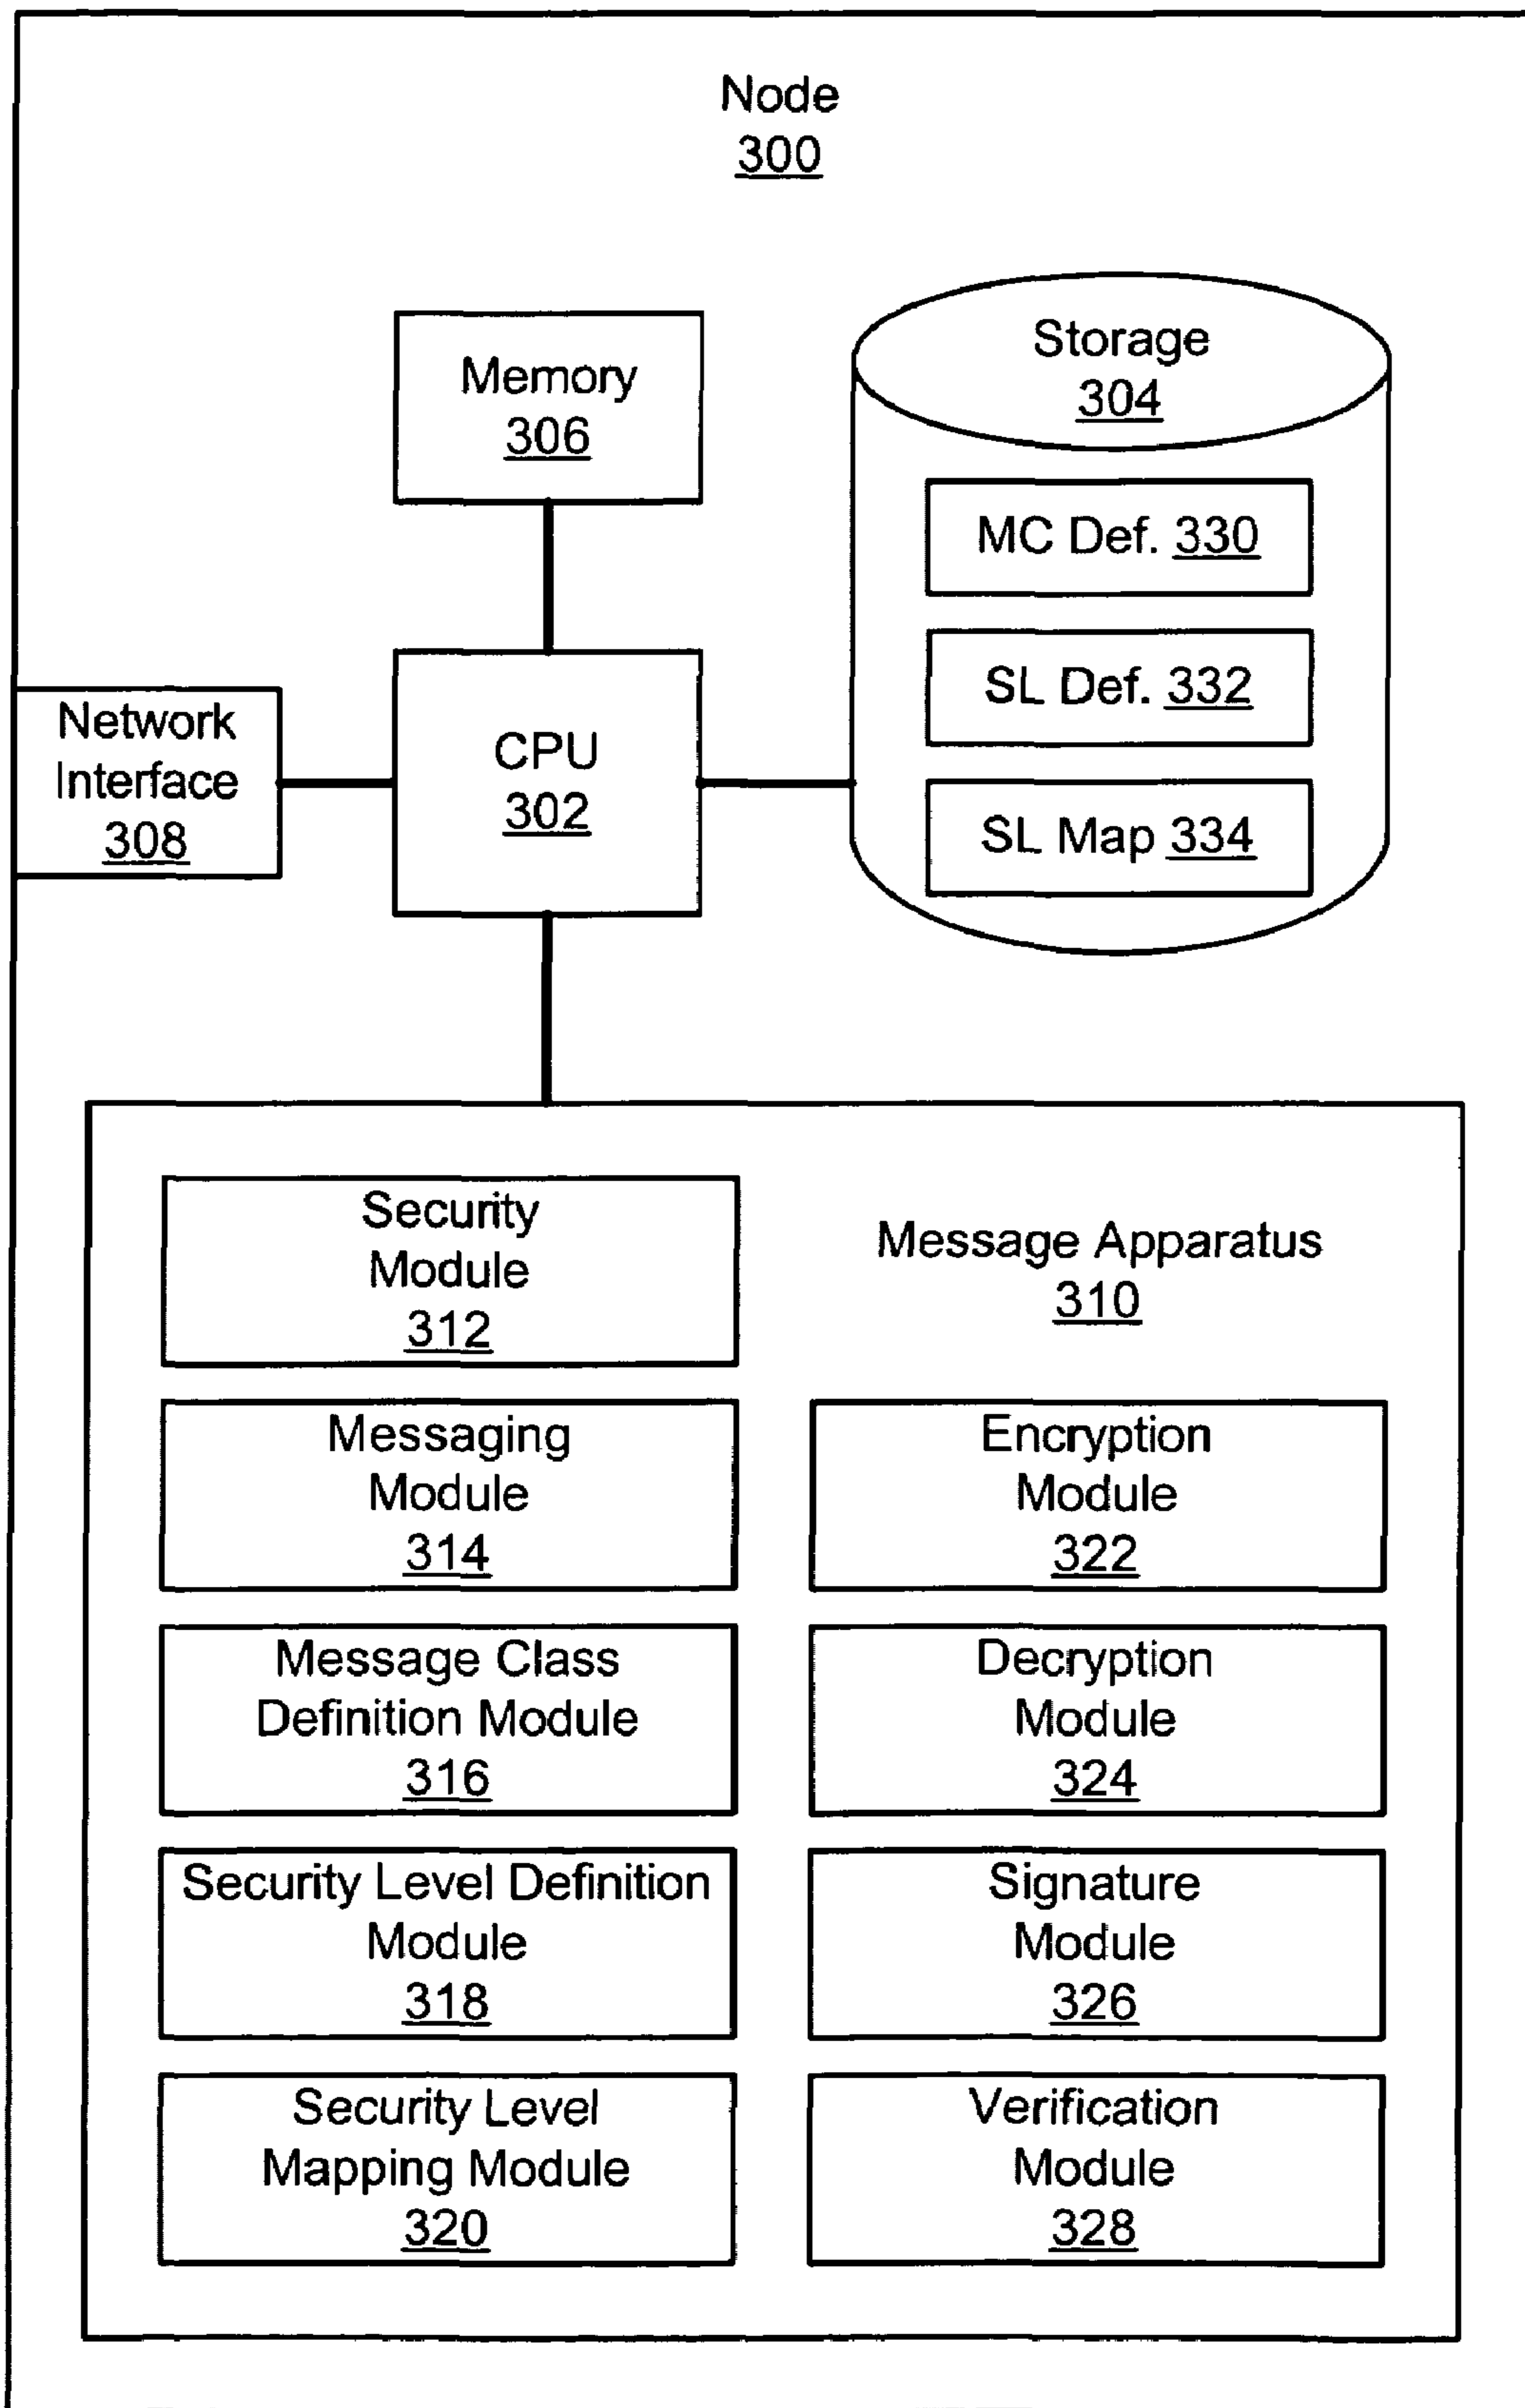 Node
300
Memory
306
Storage
304
MC Def. 330
SL Def. 332
SL Map 334
Network
Interface
308
CPU
302
Security
Module
312
Message Apparatus
310
Messaging
Module
314
Encryption
Module
322
Message Class
Definition Module
316
Decryption
Module
324
Security Level Definition
Module
318
Signature
Module
326
Security Level
Mapping Module
320
Verification
Module
328